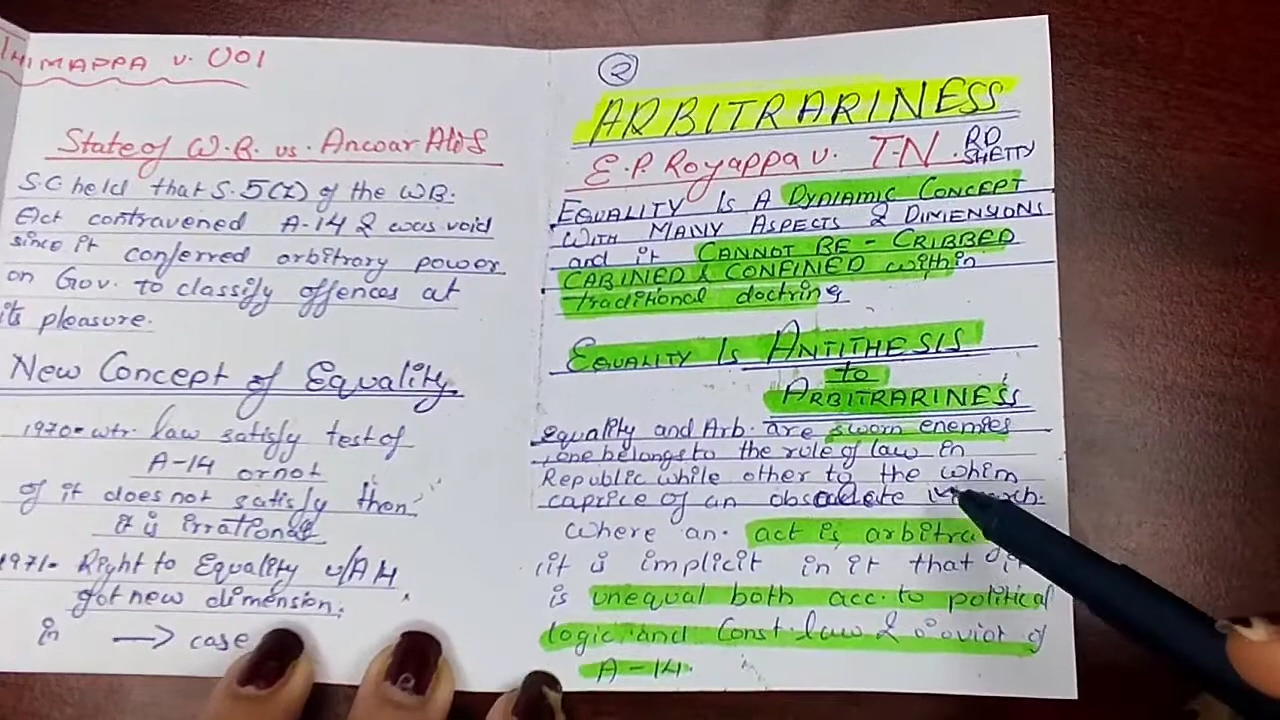 THIMAPPA v. UOI
State of W.B. vs. Anwar Ali S
S.C held that S. 5(1) of the WB.
Act contravened A-14 & was void
since it conferred arbitrary power
on Gov. to classify offences at
its pleasure.
New Concept of Equality
1970- wtr. law satisfy test of
A-14 or not
if it does not satisfy then
it is irrational
1971- Right to Equality u/A 14
got new dimension.
in → case
2
ARBITRARINESS
E.P. Royappa v. T.N. RD SHETTY
EQUALITY IS A DYNAMIC CONCEPT
WITH MANY ASPECTS & DIMENSIONS
and it CANNOT BE - CRIBBED
CABINED & CONFINED within
traditional doctrine
EQUALITY IS ANTITHESIS
to
ARBITRARINESS
equality and Arb. are sworn enemies
, one belongs to the rule of law in
Republic while other to the whim
caprice of an
where an act is
it is implicit in it that
is unequal both acc. to political
logic and Const. law & of
A-14.